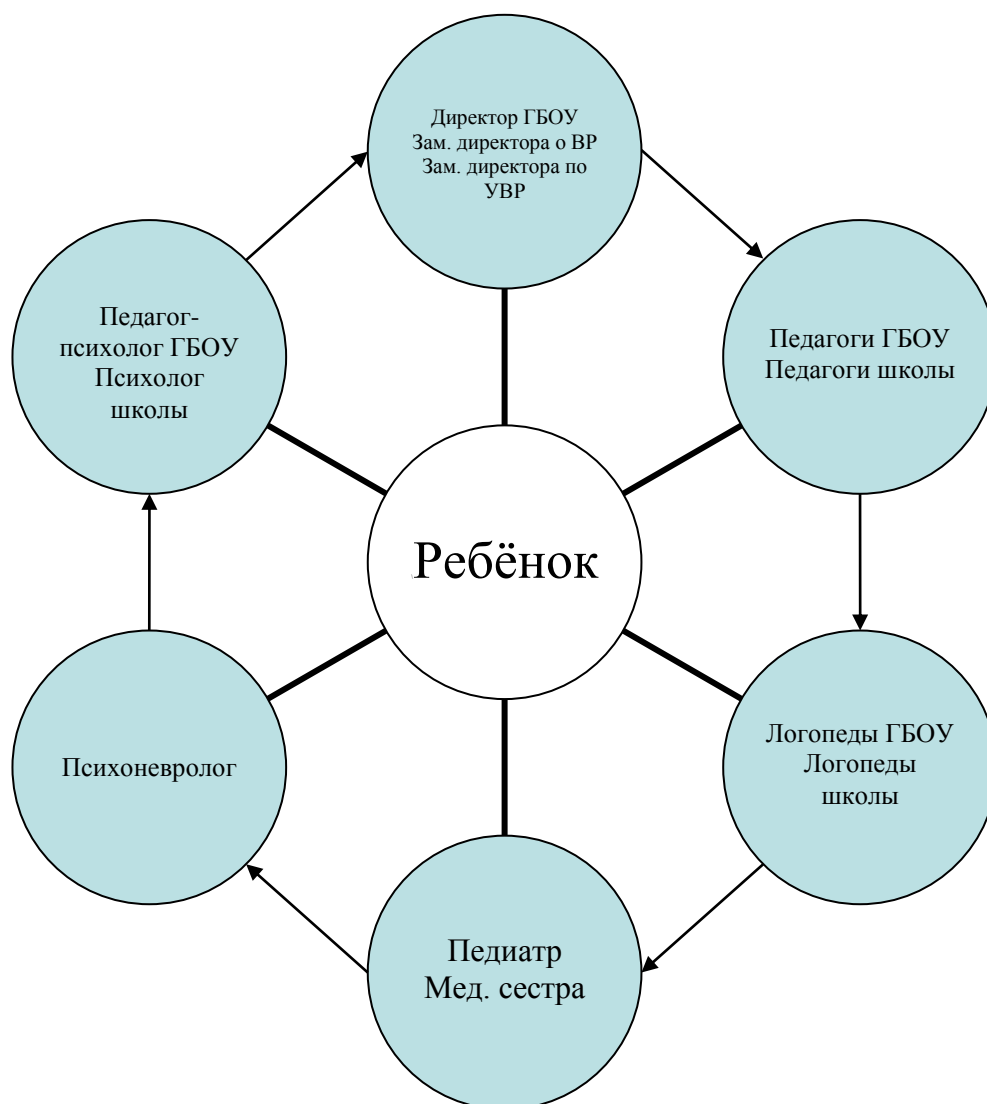 Директор ГБОУ
Зам. директора о ВР
Зам. директора по
УВР
Педагог-
психолог ГБОУ
Психолог
школы
Педагоги ГБОУ
Педагоги школы
Ребёнок
Психоневролог
Логопеды ГБОУ
Логопеды
школы
Педиатр
Мед. сестра